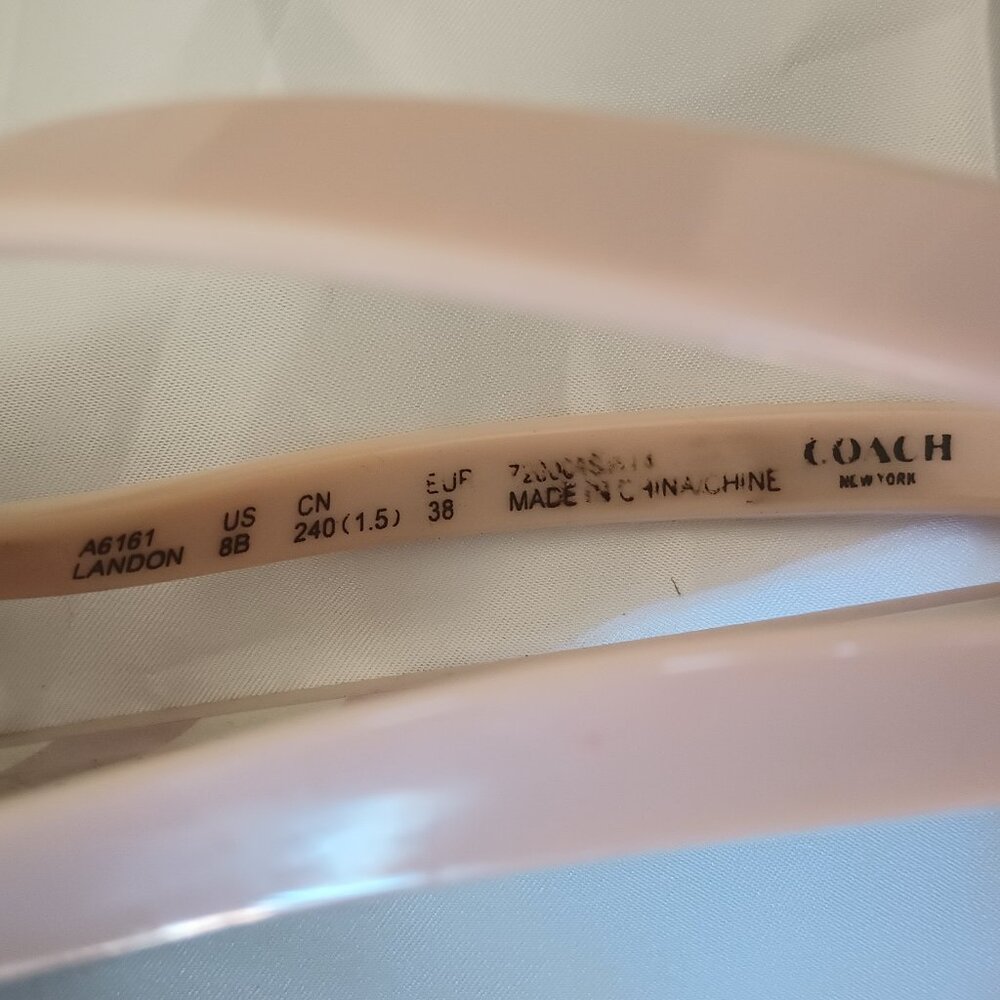 A6161
LANDON
US
8B
CN
240(1.5)
EUR
38
MADE IN CHINA/CHINE
COACH
NEW YORK